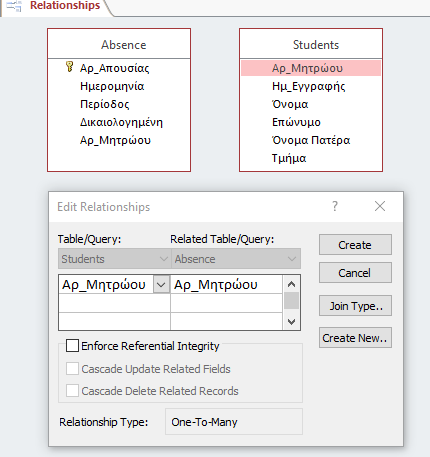 Relationships
Absence
Αρ_Απουσίας
Ημερομηνία
Περίοδος
Δικαιολογημένη
Αρ_Μητρώου
Students
Αρ_Μητρώου
Ημ_Εγγραφής
Όνομα
Επώνυμο
Όνομα Πατέρα
Τμήμα
Edit Relationships
?
Table/Query: Related Table/Query:
Students Absence
Αρ_Μητρώου Αρ_Μητρώου
Create
Cancel
Join Type..
Create New..
Enforce Referential Integrity
Cascade Update Related Fields
Cascade Delete Related Records
Relationship Type: One-To-Many